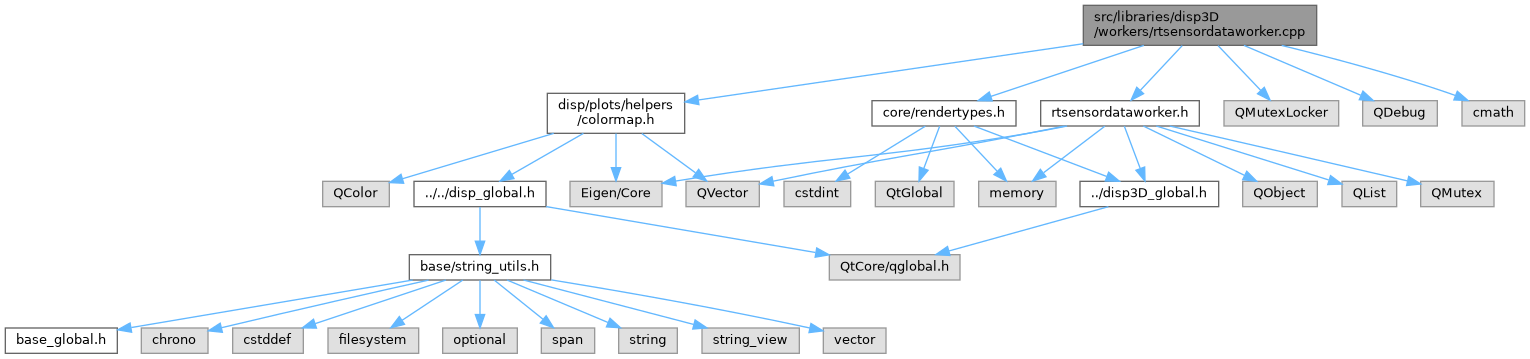 src/libraries/disp3D
/workers/rtsensordataworker.cpp
disp/plots/helpers
/colormap.h
core/rendertypes.h
rtsensordataworker.h
QMutexLocker
QDebug
cmath
QColor
../../disp_global.h
Eigen/Core
QVector
cstdint
QtGlobal
memory
../disp3D_global.h
QObject
QList
QMutex
base/string_utils.h
QtCore/qglobal.h
base_global.h
chrono
cstddef
filesystem
optional
span
string
string_view
vector